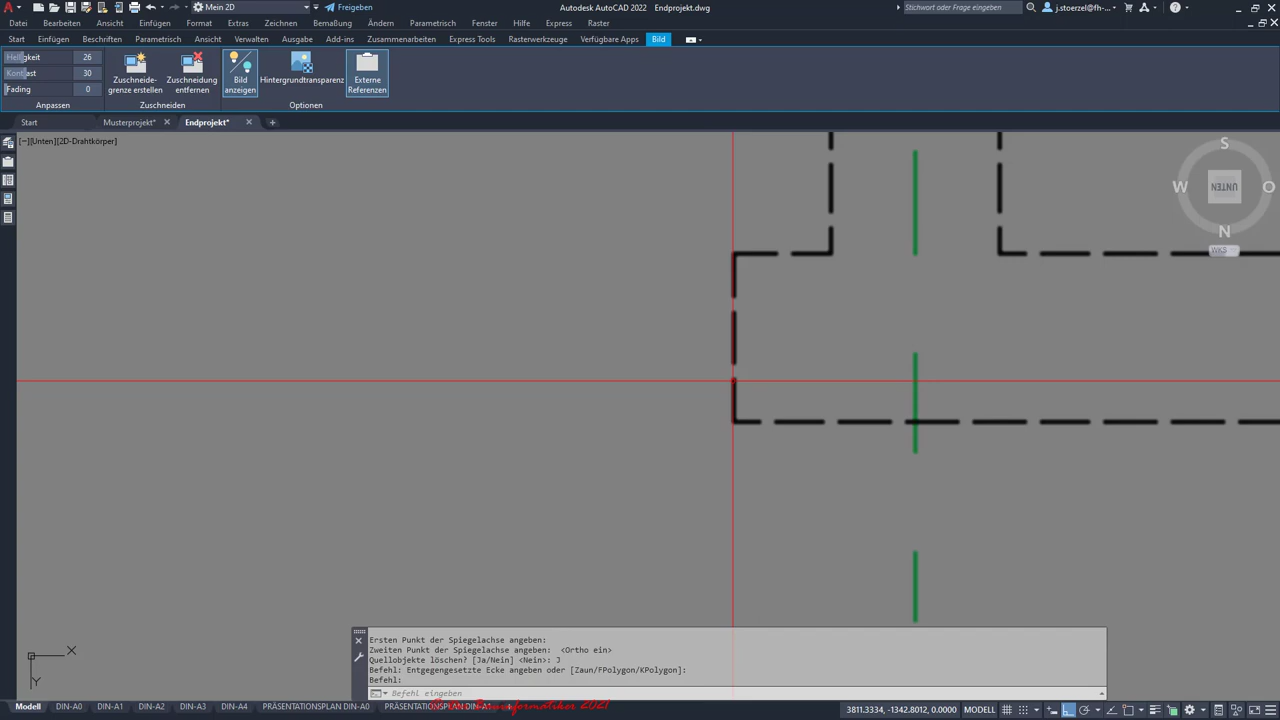 Mein 2D
Freigeben
Autodesk AutoCAD 2022 Endprojekt.dwg
Stichwort oder Frage eingeben
j.stoerzel@fh-...
Datei Bearbeiten Ansicht Einfügen Format Extras Zeichnen Bemaßung Ändern Parametrisch Fenster Hilfe Express Raster
Start Einfügen Beschriften Parametrisch Ansicht Verwalten Ausgabe Add-ins Zusammenarbeiten Express Tools Rasterwerkzeuge Verfügbare Apps Bild
Helligkeit 26
Kontrast 30
Fading 0
Anpassen
Zuschneide-
grenze erstellen
Zuschneidung
entfernen
Zuschneiden
Bild
anzeigen
Hintergrundtransparenz
Externe
Referenzen
Optionen
Start Musterprojekt* Endprojekt*
[−][Unten][2D-Drahtkörper]
S
W
UNTEN
O
N
WKS
X
Y
Ersten Punkt der Spiegelachse angeben:
Zweiten Punkt der Spiegelachse angeben: <Ortho ein>
Quellobjekte löschen? [Ja/Nein] <Nein>: J
Befehl: Entgegengesetzte Ecke angeben oder [Zaun/FPolygon/KPolygon]:
Befehl:
Befehl eingeben
Modell DIN-A0 DIN-A1 DIN-A2 DIN-A3 DIN-A4 PRÄSENTATIONSPLAN DIN-A0 PRÄSENTATIONSPLAN DIN-A1
3811.3334, -1342.8012, 0.0000 MODELL